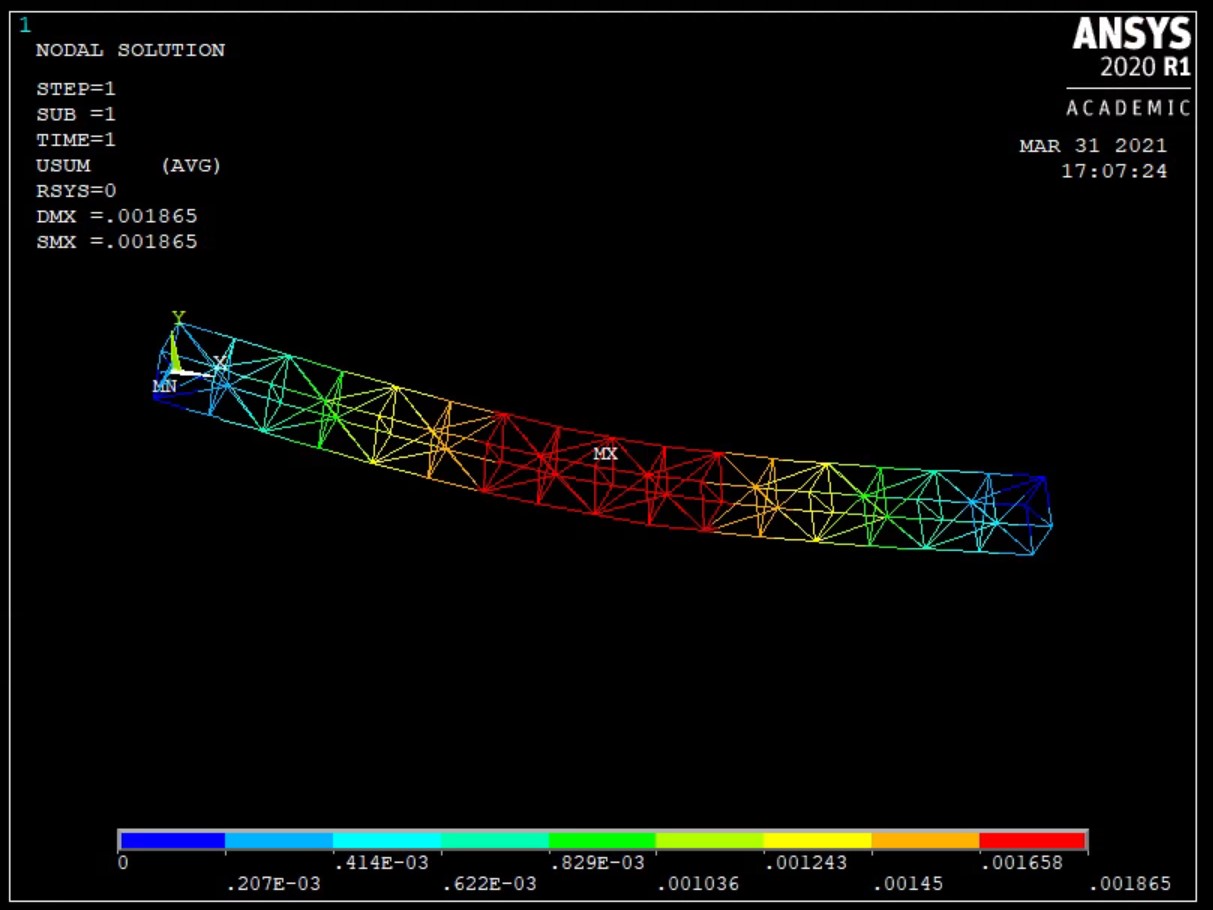 1
NODAL SOLUTION
STEP=1
SUB =1
TIME=1
USUM (AVG)
RSYS=0
DMX =.001865
SMX =.001865
ANSYS
2020 R1
ACADEMIC
MAR 31 2021
17:07:24
Y
X
MN
MX
0 .414E-03 .829E-03 .001243 .001658
.207E-03 .622E-03 .001036 .00145 .001865